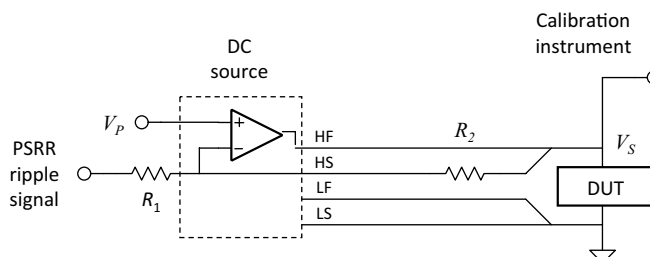 Calibration
instrument
DC
source
V_P
PSRR
ripple
signal
R_1
+
−
HF
HS
LF
LS
R_2
V_S
DUT